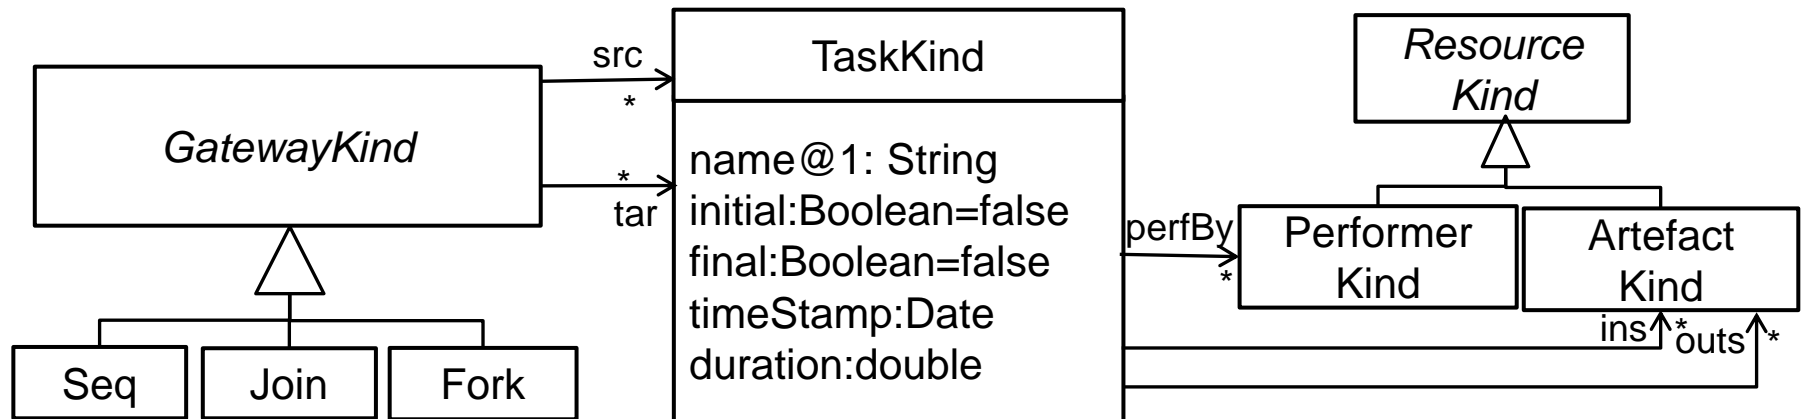 GatewayKind
Seq
Join
Fork
src
*
*
tar
TaskKind
name@1: String
initial:Boolean=false
final:Boolean=false
timeStamp:Date
duration:double
perfBy
*
Resource
Kind
Performer
Kind
Artefact
Kind
ins
*
outs
*